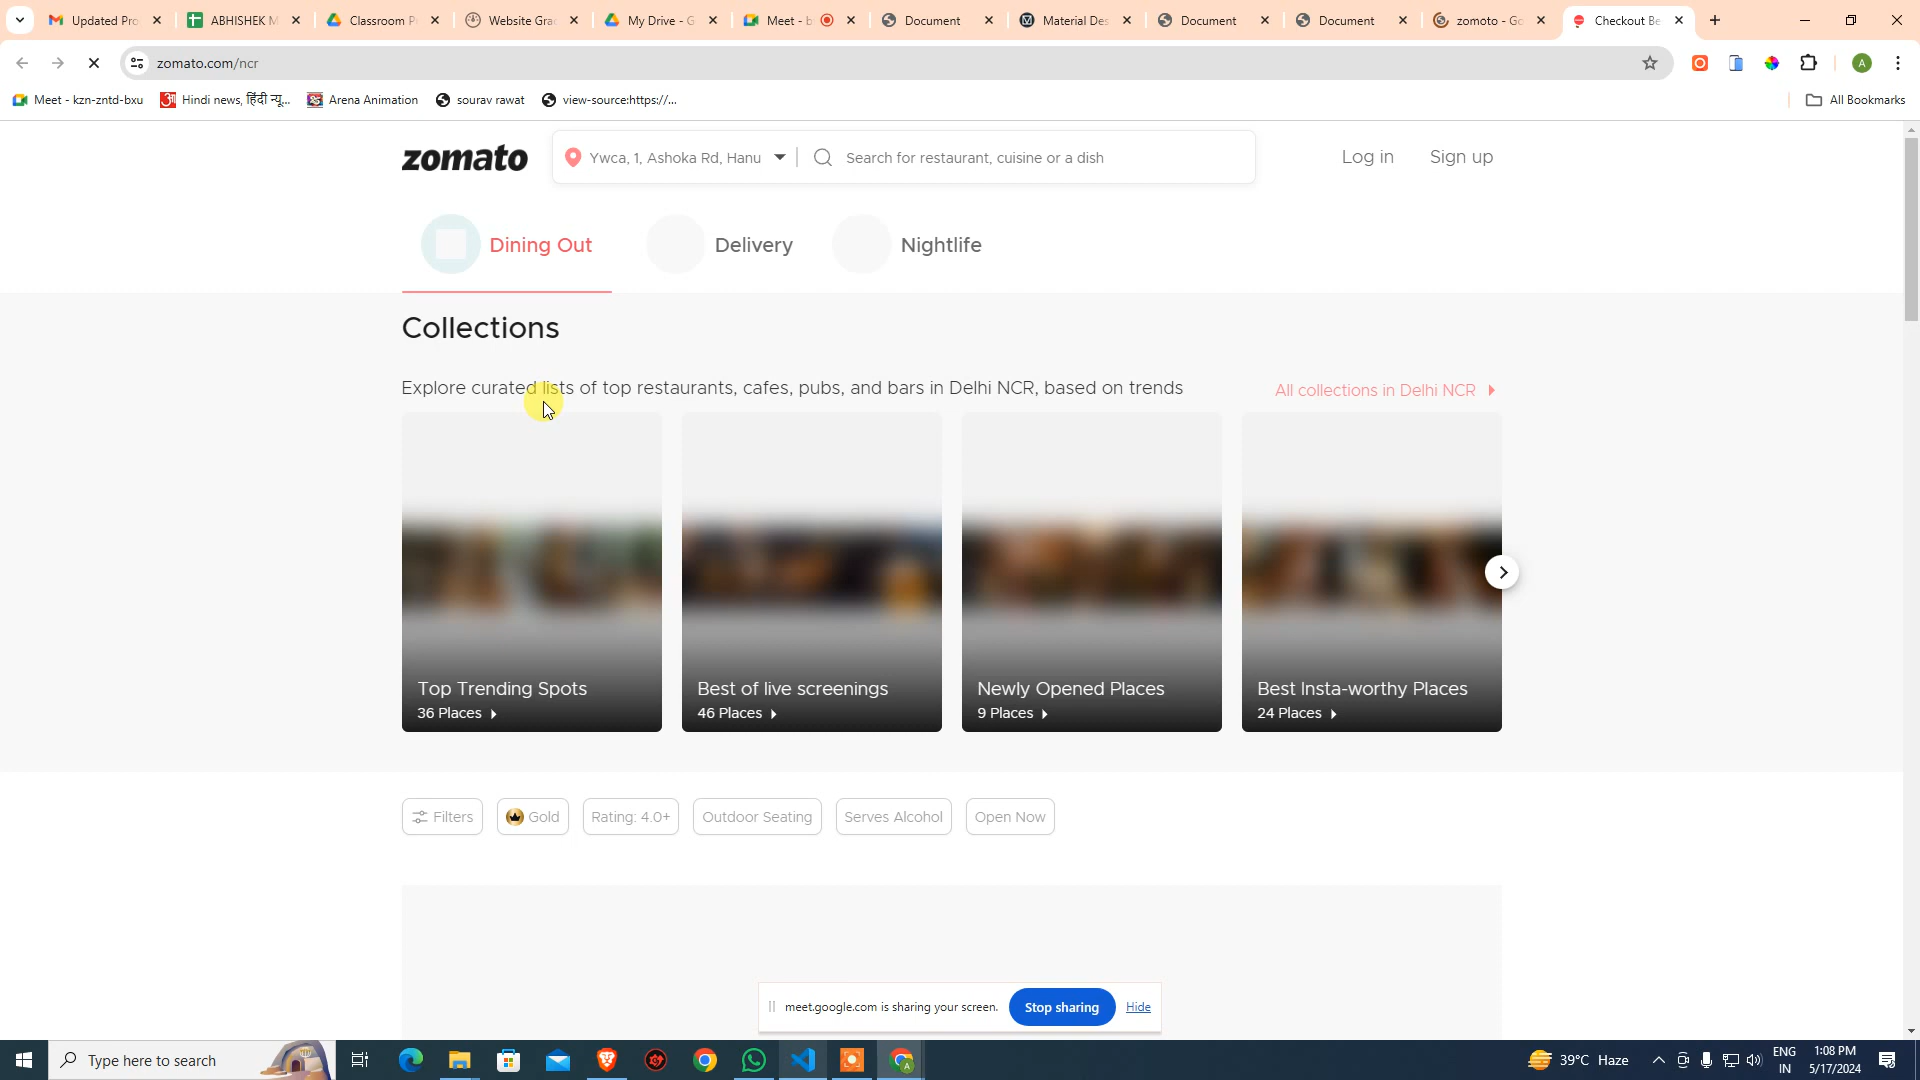 Updated Pro
ABHISHEK M
Classroom P
Website Gra
My Drive - G
Meet - b
Document
Material Des
Document
Document
zomoto - Go
Checkout Be
zomato.com/ncr
A
Meet - kzn-zntd-bxu
Hindi news, हिंदी न्यू...
Arena Animation
sourav rawat
view-source:https://...
All Bookmarks
zomato
Ywca, 1, Ashoka Rd, Hanu
Search for restaurant, cuisine or a dish
Log in
Sign up
Dining Out
Delivery
Nightlife
Collections
Explore curated lists of top restaurants, cafes, pubs, and bars in Delhi NCR, based on trends
All collections in Delhi NCR
Top Trending Spots
36 Places
Best of live screenings
46 Places
Newly Opened Places
9 Places
Best Insta-worthy Places
24 Places
Filters
Gold
Rating: 4.0+
Outdoor Seating
Serves Alcohol
Open Now
meet.google.com is sharing your screen.
Stop sharing
Hide
Type here to search
39°C Haze
ENG
IN
1:08 PM
5/17/2024